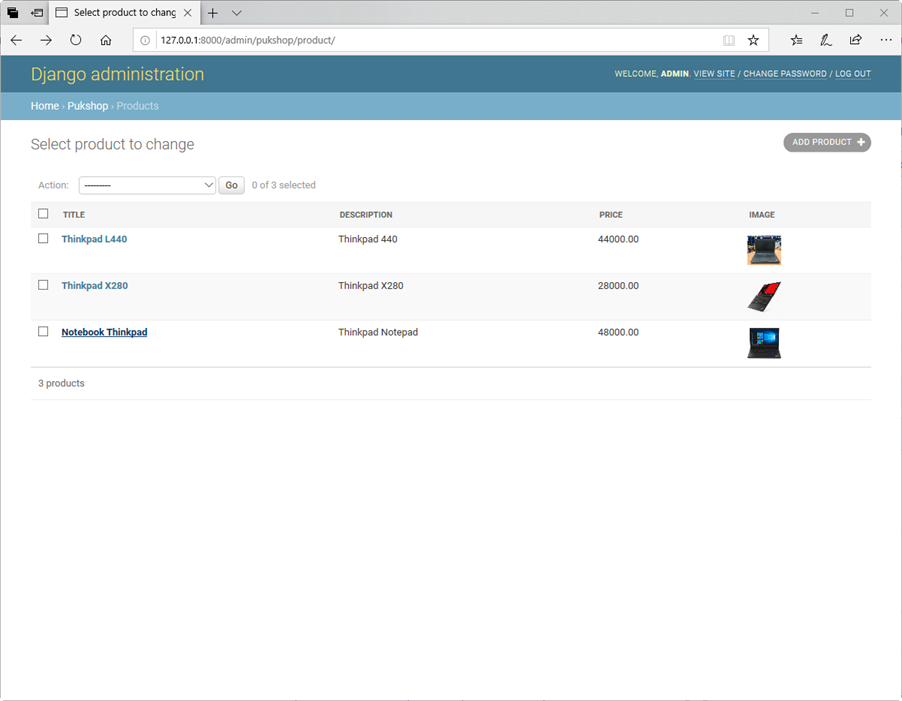 Select product to chang
127.0.0.1:8000/admin/pukshop/product/
Django administration
WELCOME, ADMIN. VIEW SITE / CHANGE PASSWORD / LOG OUT
Home › Pukshop › Products
Select product to change
ADD PRODUCT +
Action: --------- Go 0 of 3 selected
TITLE DESCRIPTION PRICE IMAGE
Thinkpad L440 Thinkpad 440 44000.00
Thinkpad X280 Thinkpad X280 28000.00
Notebook Thinkpad Thinkpad Notepad 48000.00
3 products